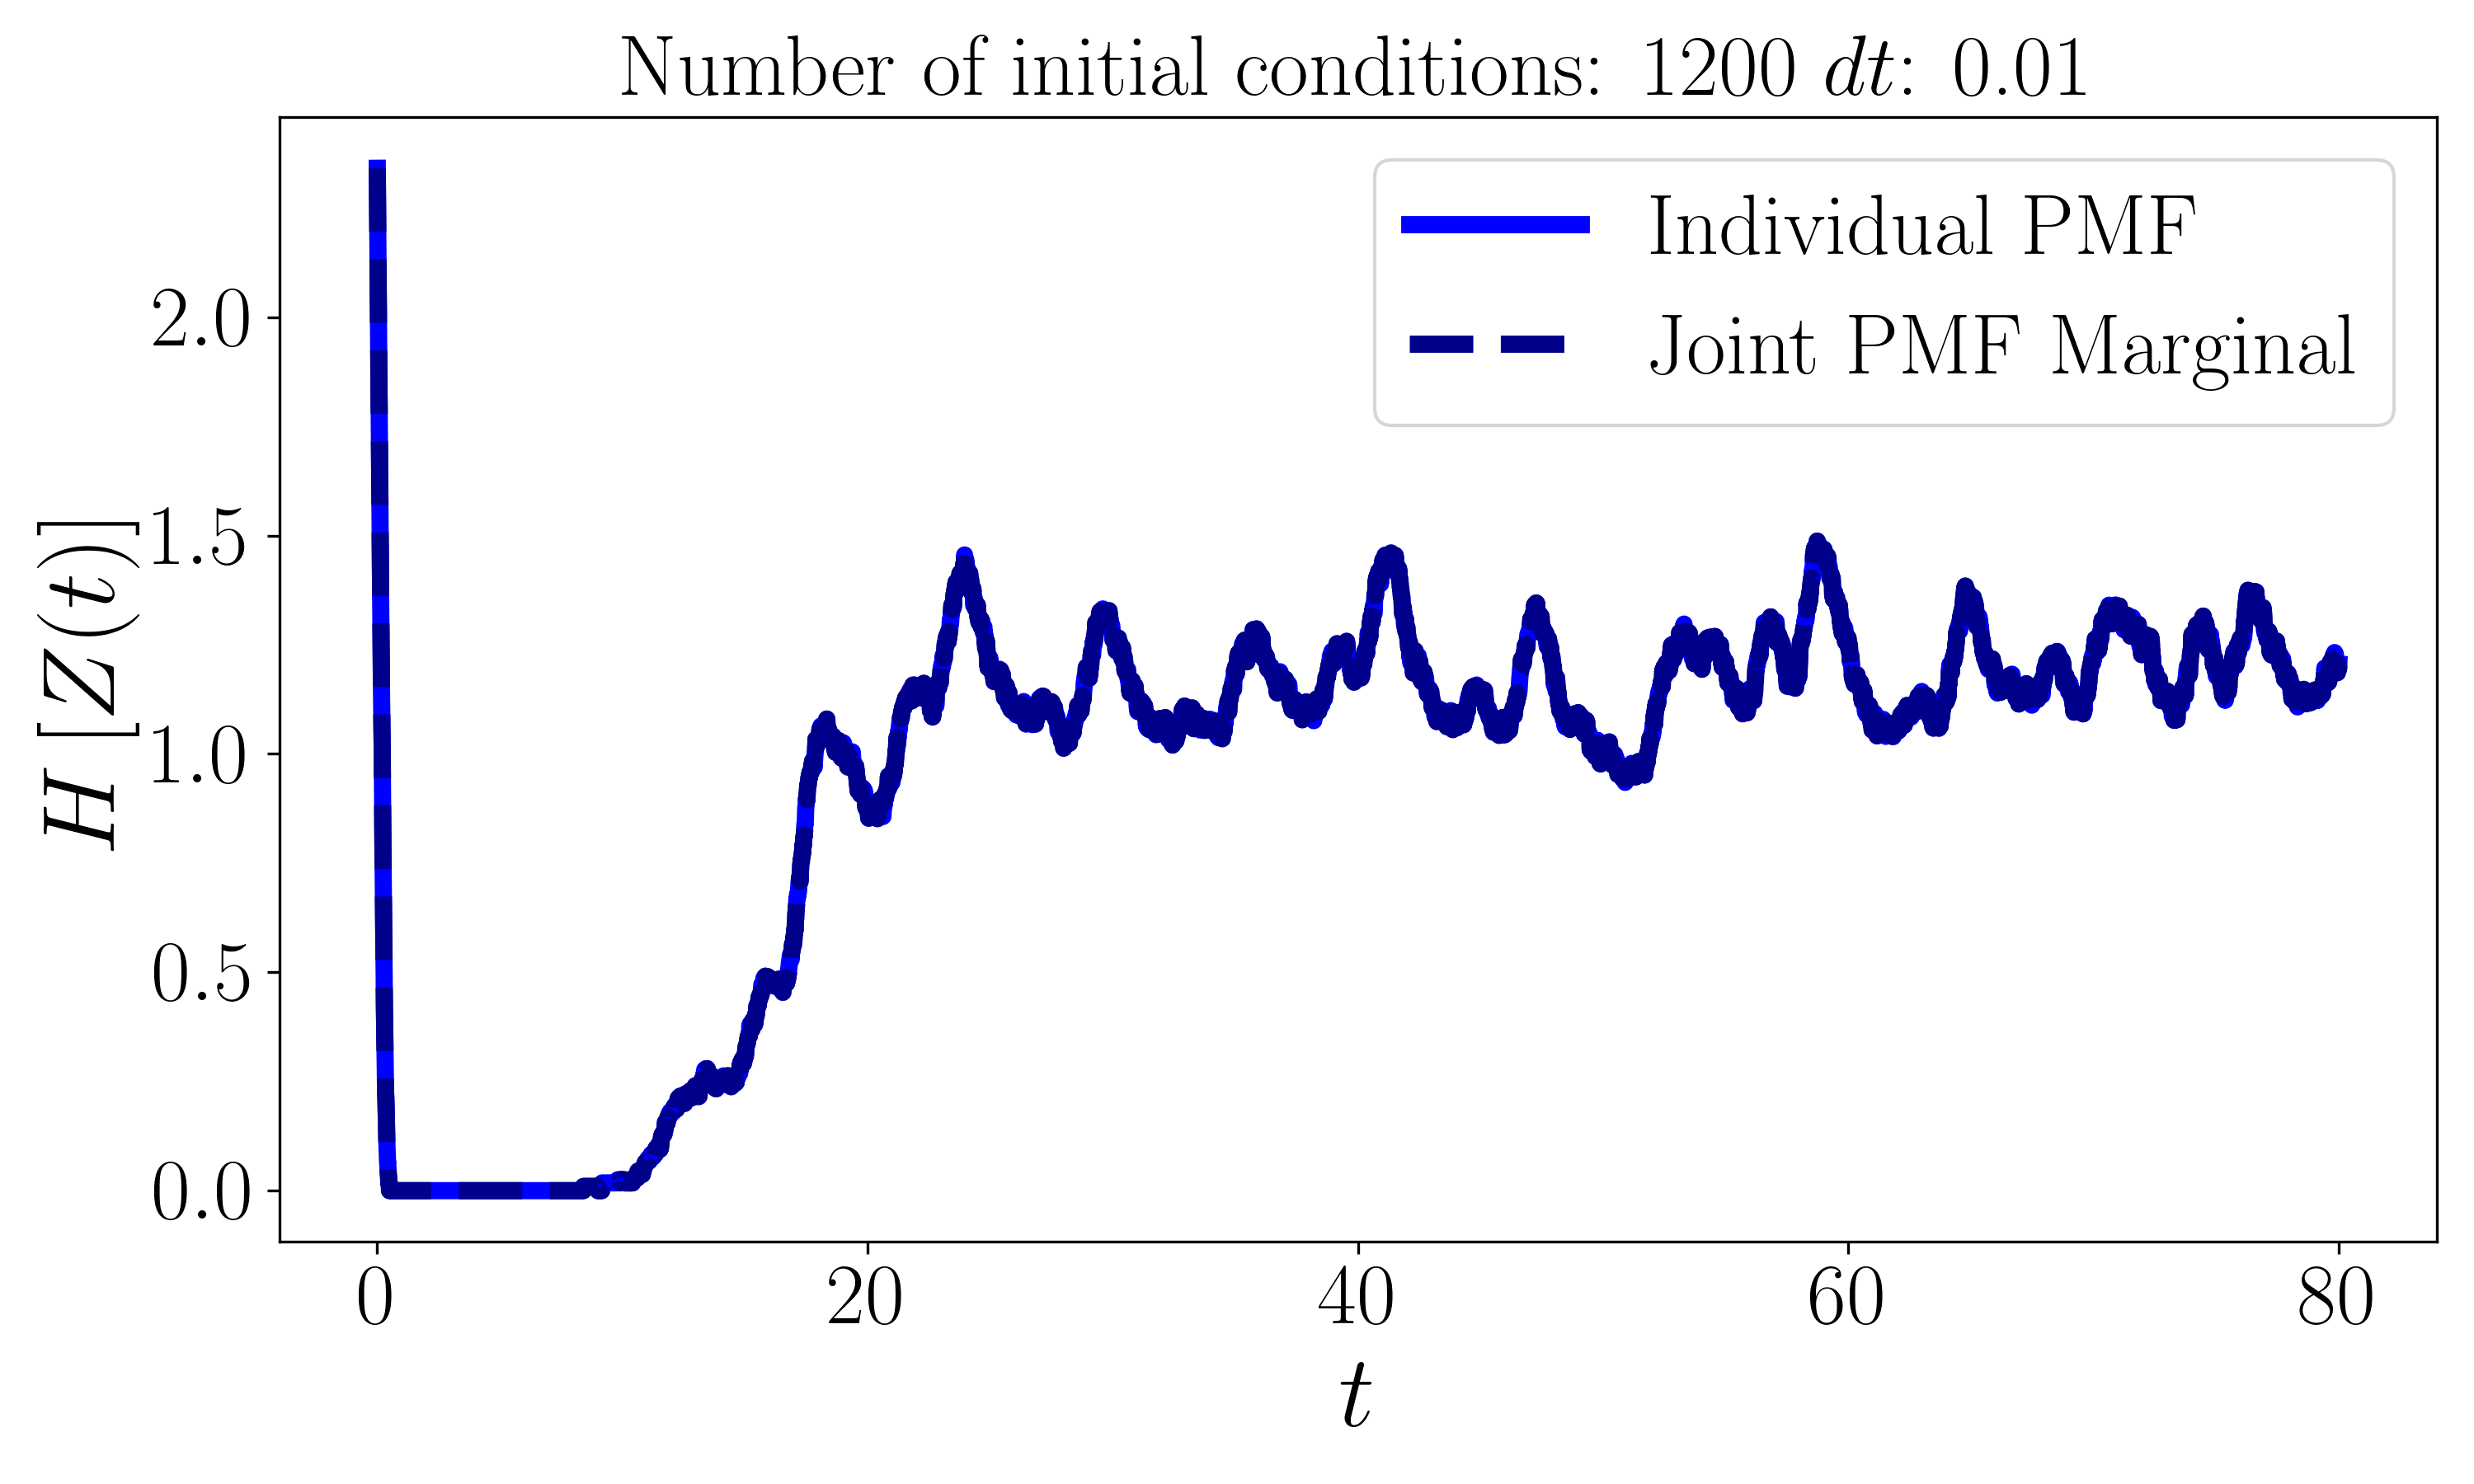 Number of initial conditions: 1200 dt: 0.01
Individual PMF
Joint PMF Marginal
H [Z(t)]
2.0
1.5
1.0
0.5
0.0
0 20 40 60 80
t